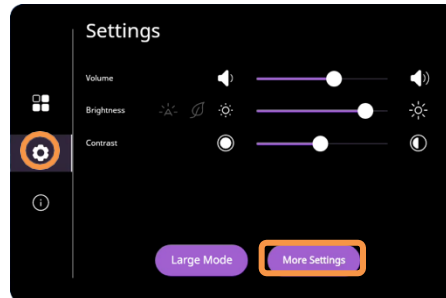 Settings
Volume
Brightness
Contrast
Large Mode
More Settings